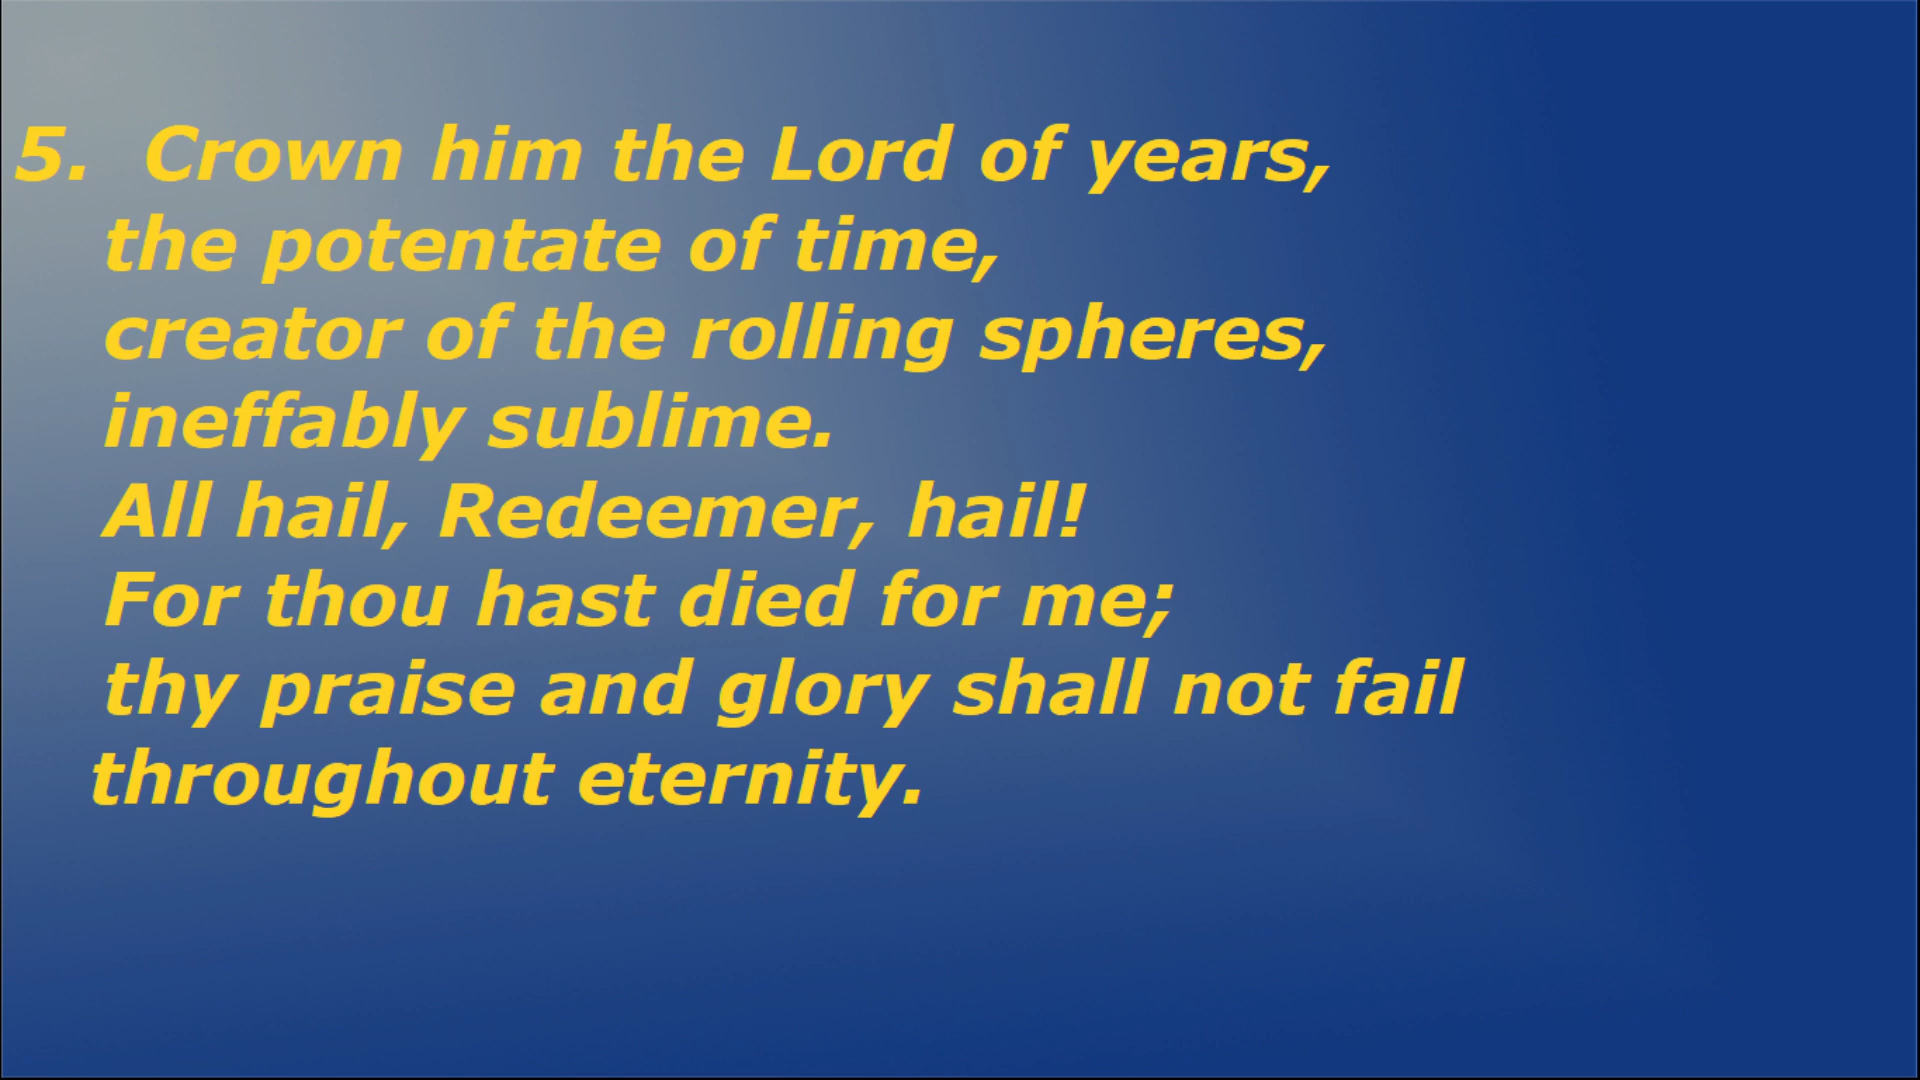 5. Crown him the Lord of years,
the potentate of time,
creator of the rolling spheres,
ineffably sublime.
All hail, Redeemer, hail!
For thou hast died for me;
thy praise and glory shall not fail
throughout eternity.